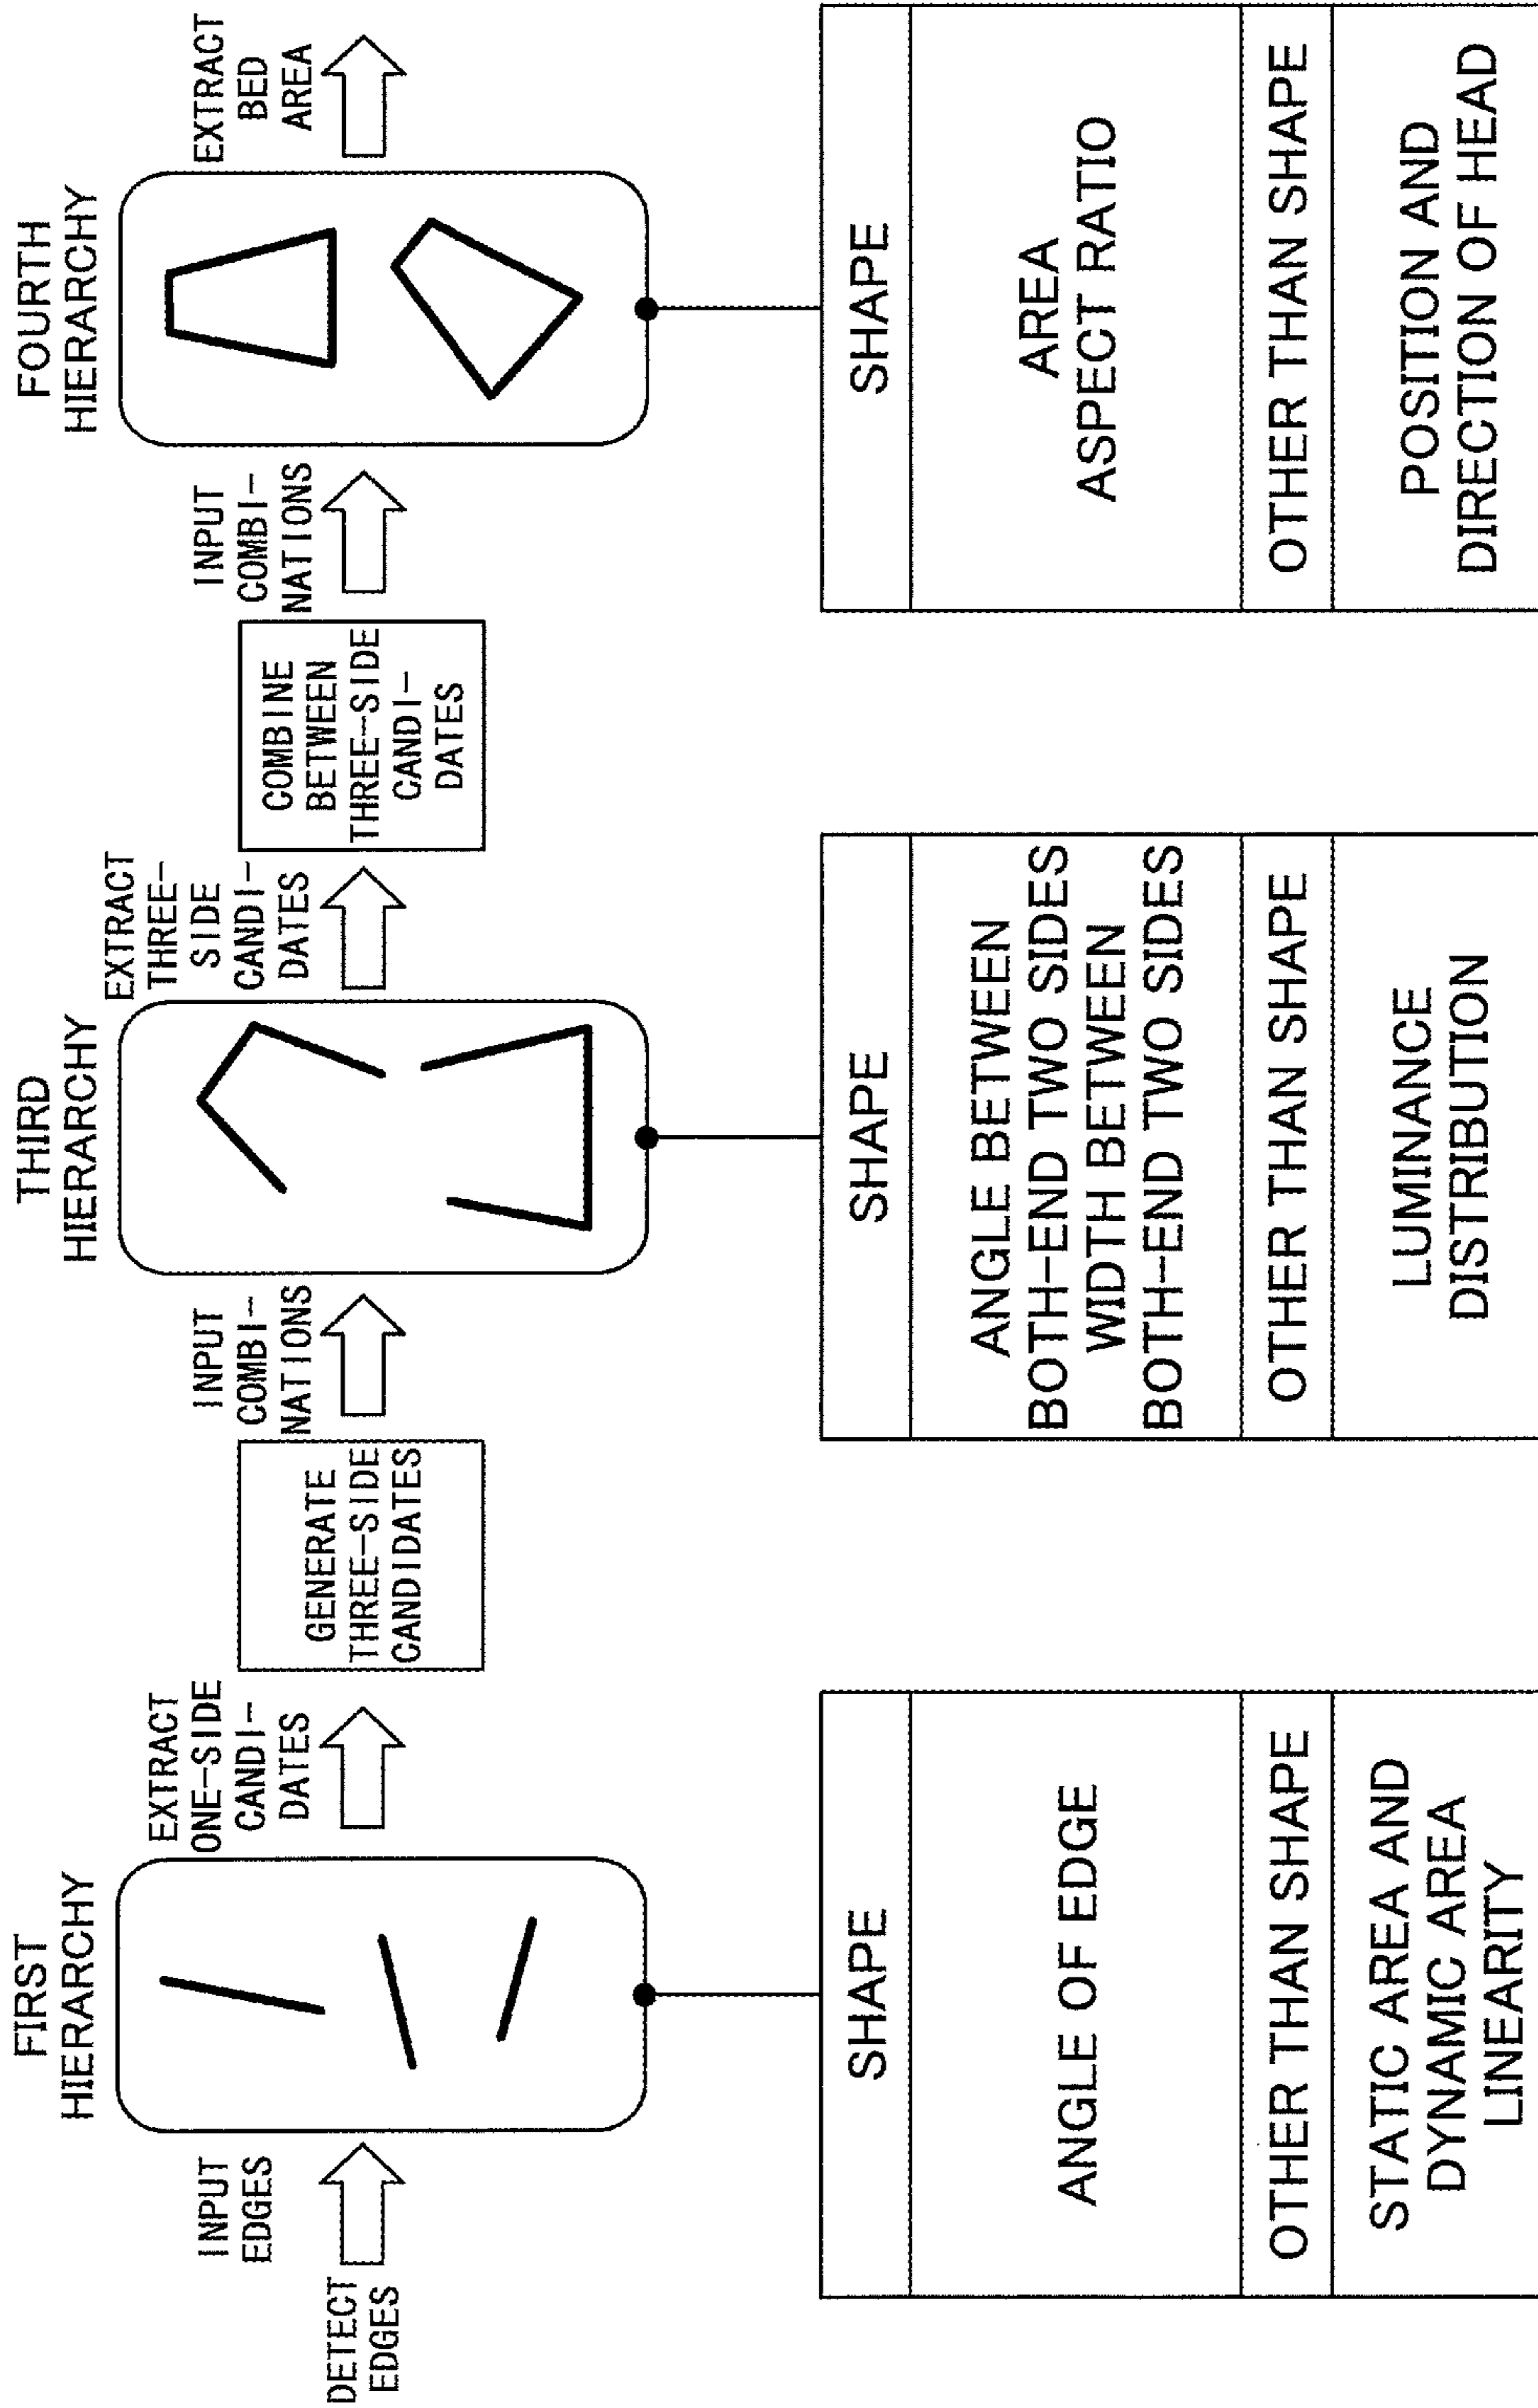 DETECT
EDGES
INPUT
EDGES
FIRST
HIERARCHY
EXTRACT
ONE-SIDE
CANDI-
DATES
GENERATE
THREE-SIDE
CANDIDATES
INPUT
COMBI-
NATIONS
THIRD
HIERARCHY
EXTRACT
THREE-
SIDE
CANDI-
DATES
COMBINE
BETWEEN
THREE-SIDE
CANDI-
DATES
INPUT
COMBI-
NATIONS
FOURTH
HIERARCHY
EXTRACT
BED
AREA
SHAPE
ANGLE OF EDGE
OTHER THAN SHAPE
STATIC AREA AND
DYNAMIC AREA
LINEARITY
SHAPE
ANGLE BETWEEN
BOTH-END TWO SIDES
WIDTH BETWEEN
BOTH-END TWO SIDES
OTHER THAN SHAPE
LUMINANCE
DISTRIBUTION
SHAPE
AREA
ASPECT RATIO
OTHER THAN SHAPE
POSITION AND
DIRECTION OF HEAD